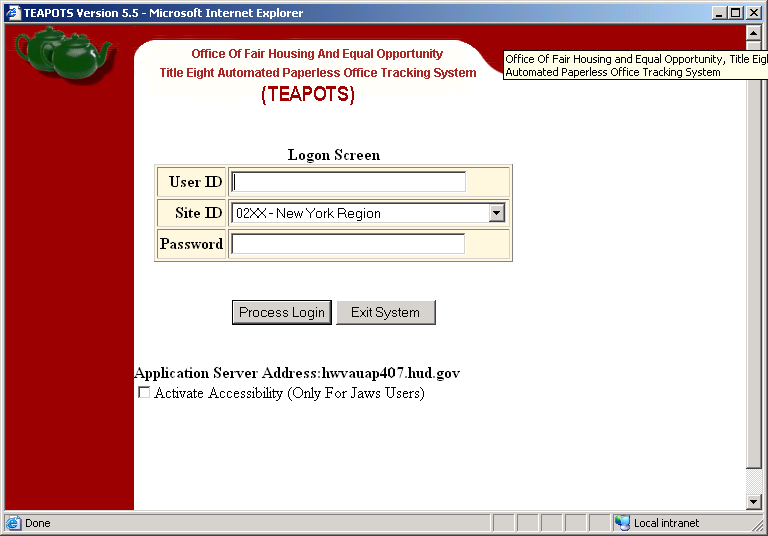 TEAPOTS Version 5.5 - Microsoft Internet Explorer
Office Of Fair Housing And Equal Opportunity
Title Eight Automated Paperless Office Tracking System
(TEAPOTS)
Office Of Fair Housing and Equal Opportunity, Title Eigh
Automated Paperless Office Tracking System
Logon Screen
User ID
Site ID 02XX - New York Region
Password
Process Login Exit System
Application Server Address:hwvauap407.hud.gov
Activate Accessibility (Only For Jaws Users)
Done Local intranet